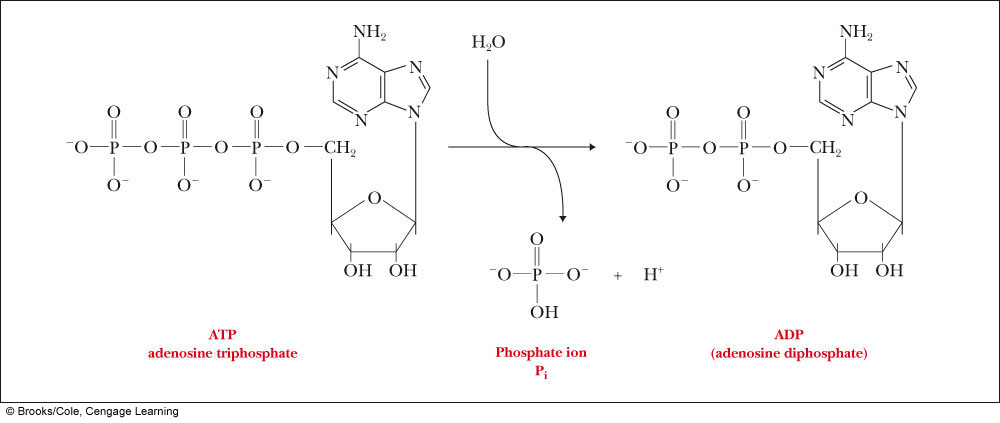 NH₂
N
N
N
N
H₂O
O O O
⁻O—P—O—P—O—P—O—CH₂
O⁻ O⁻ O⁻
O
OH OH
O
⁻O—P—O⁻ + H⁺
OH
NH₂
N
N
N
N
O O
⁻O—P—O—P—O—CH₂
O⁻ O⁻
O
OH OH
ATP
adenosine triphosphate
Phosphate ion
Pᵢ
ADP
(adenosine diphosphate)
© Brooks/Cole, Cengage Learning